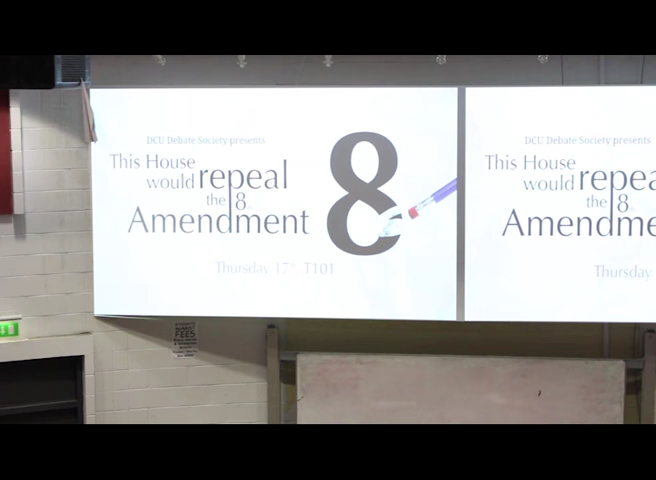 DCU Debate Society presents
This House
would repeal
the 8
Amendment
8
Thursday 17th T101
DCU Debate Society presents
This House
would repea
the 8
Amendme
Thursday
FEES